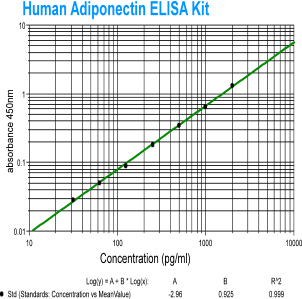 Human Adiponectin ELISA Kit
10
1
0.1
0.01
absorbance 450nm
10 100 1000 10000
Concentration (pg/ml)
Log(y) = A + B * Log(x): A B R^2
Std (Standards: Concentration vs MeanValue) -2.96 0.925 0.999